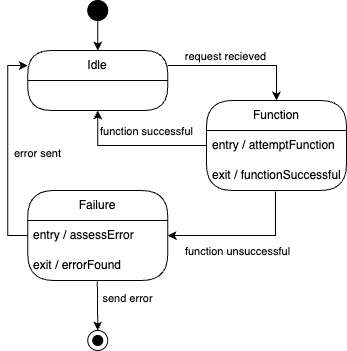 Idle
request recieved
Function
entry / attemptFunction
exit / functionSuccessful
function successful
error sent
Failure
entry / assessError
exit / errorFound
function unsuccessful
send error